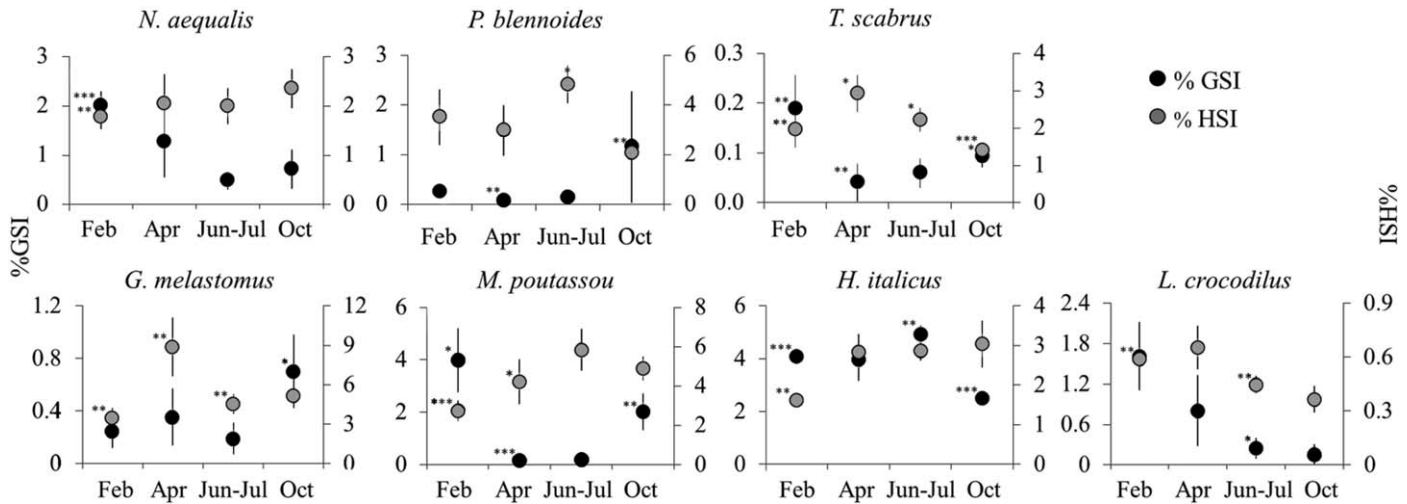 N. aequalis P. blennoides T. scabrus
3 3 3 6 0.3 4
2 2 2 4 0.2 3
1 1 1 2 0.1 2
0 0 0 0 0.0 1
0
*** ** * ** ** ** ** * ** * *** *
Feb Apr Jun-Jul Oct Feb Apr Jun-Jul Oct Feb Apr Jun-Jul Oct
% GSI
% HSI
%GSI
%HSI
G. melastomus M. poutassou H. italicus L. crocodilus
1.2 12 6 8 6 4 2.4 0.9
0.8 9 4 6 4 3 1.8 0.6
0.4 6 2 4 2 2 1.2 0.3
0 3 0 2 0 1 0.6 0
0 0 0 0
** ** ** * * *** * *** ** *** ** ** *** ** ** *
Feb Apr Jun-Jul Oct Feb Apr Jun-Jul Oct Feb Apr Jun-Jul Oct Feb Apr Jun-Jul Oct